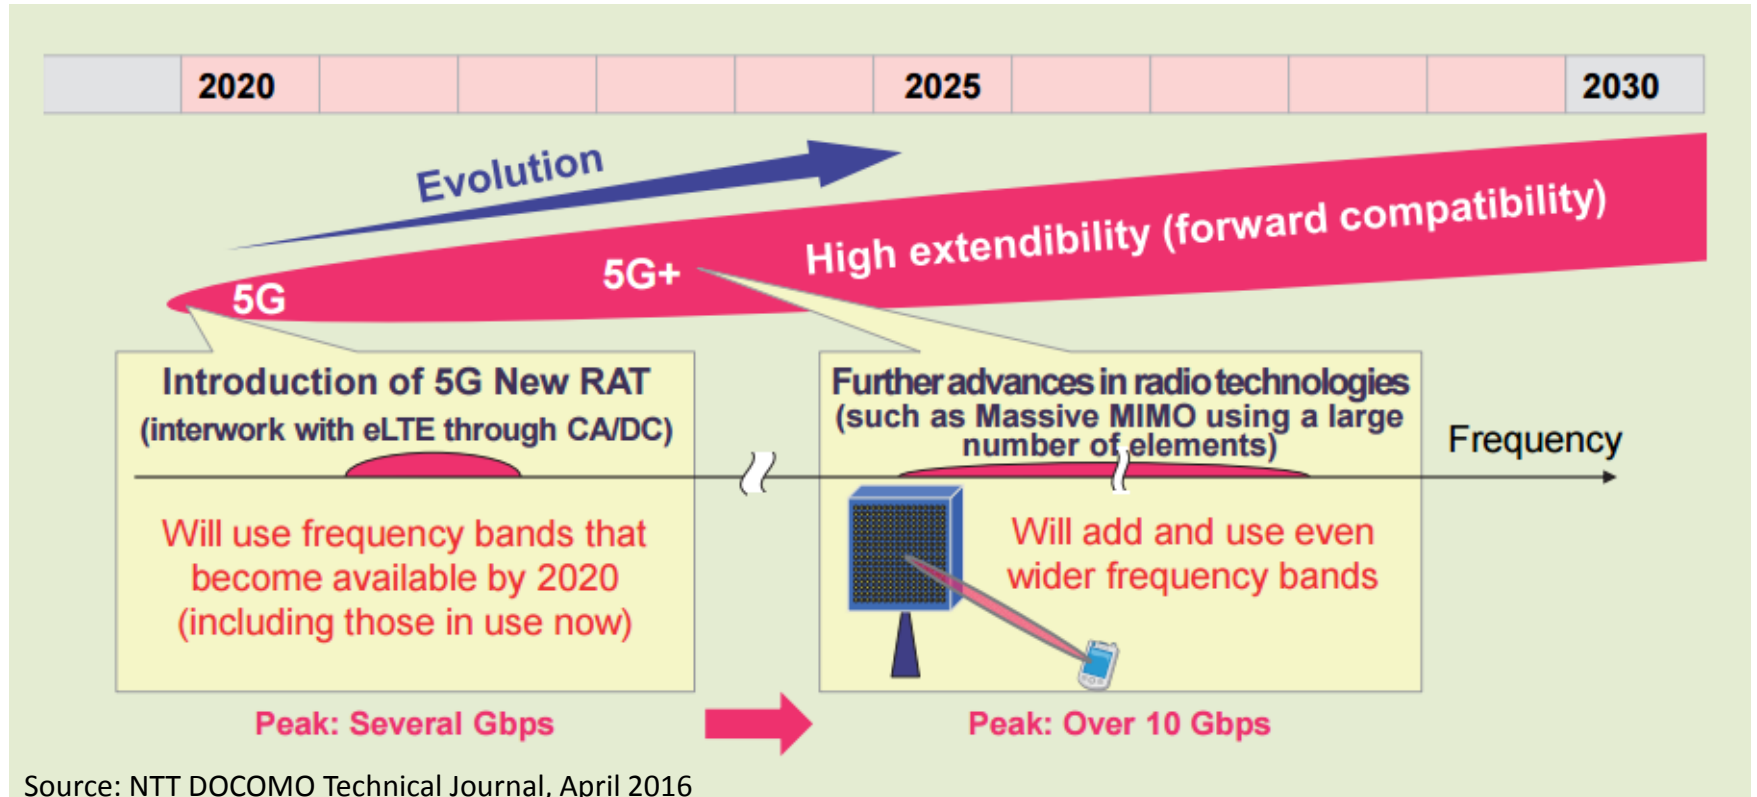 2020
2025
2030
Evolution
High extendibility (forward compatibility)
5G+
5G
Introduction of 5G New RAT
(interwork with eLTE through CA/DC)
Further advances in radio technologies
(such as Massive MIMO using a large
number of elements)
Frequency
Will use frequency bands that
become available by 2020
(including those in use now)
Will add and use even
wider frequency bands
Peak: Several Gbps
Peak: Over 10 Gbps
Source: NTT DOCOMO Technical Journal, April 2016